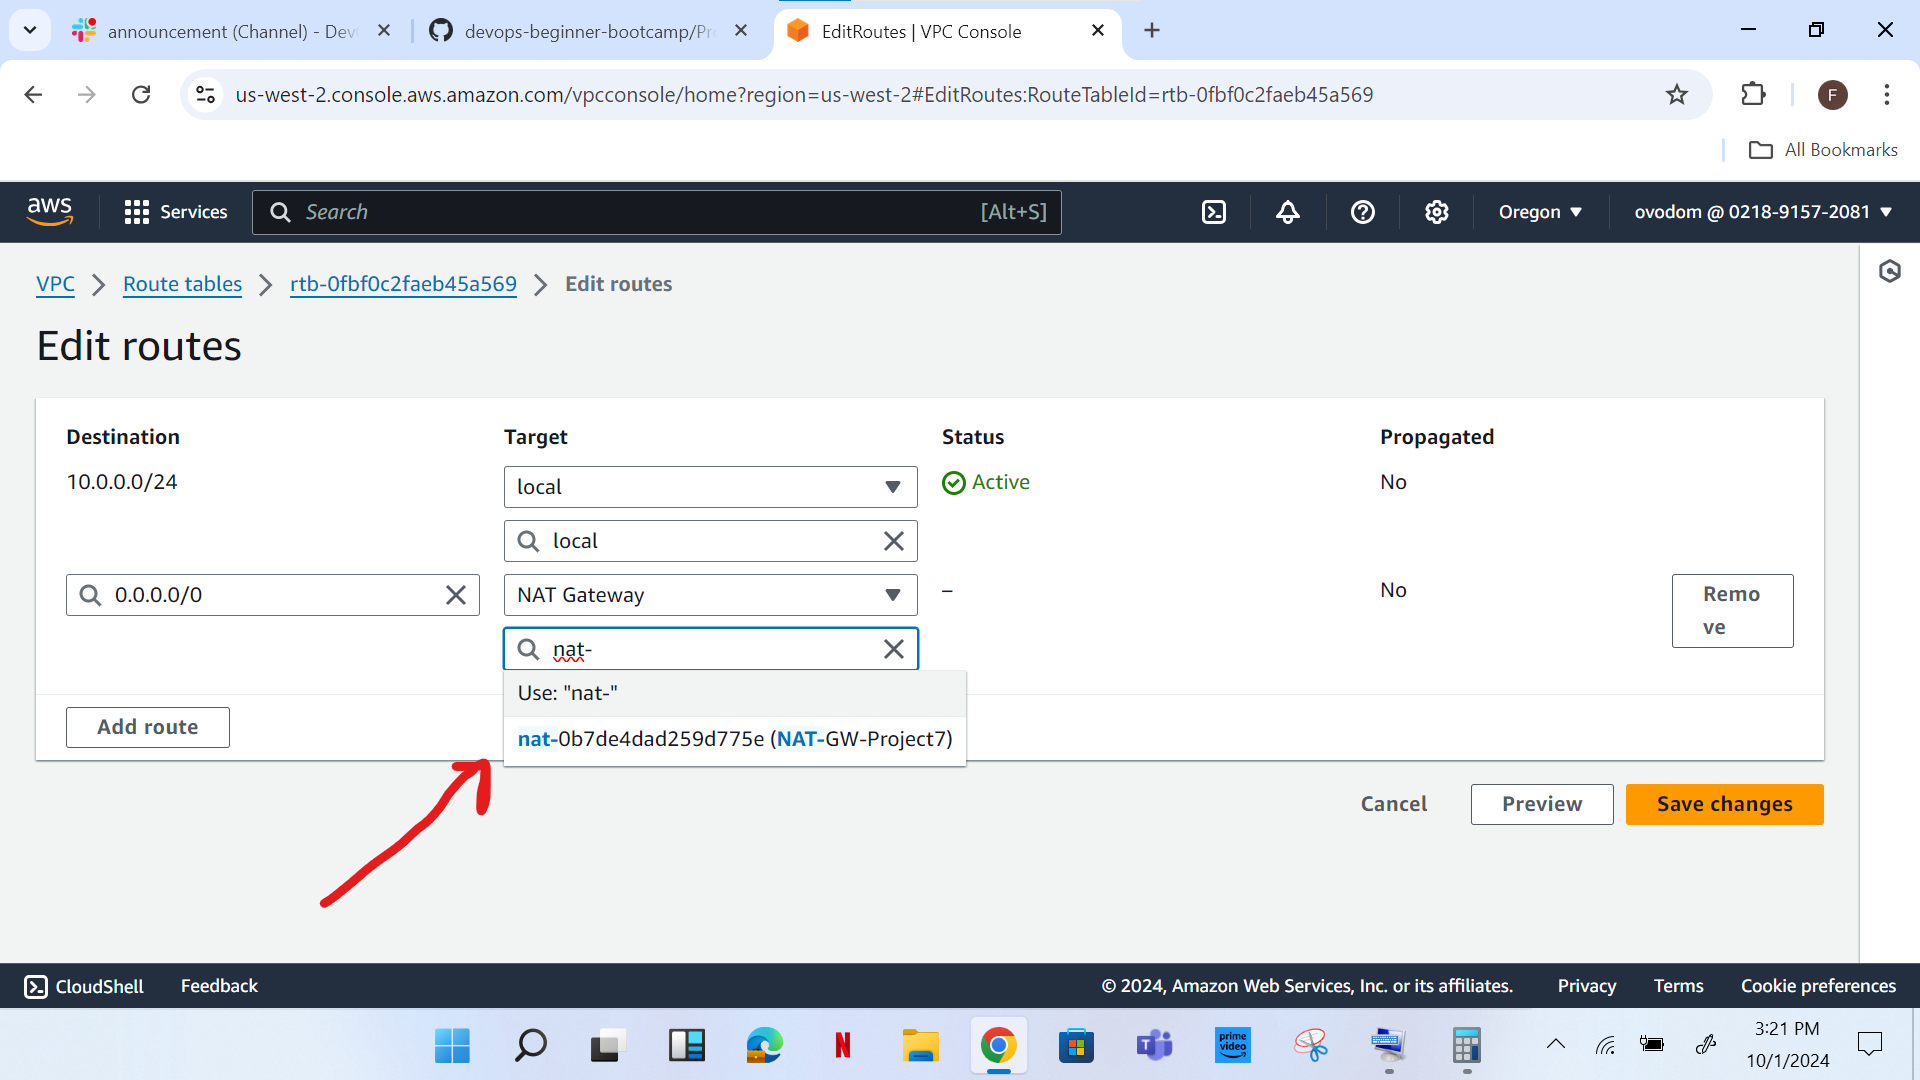 announcement (Channel) - Dev
devops-beginner-bootcamp/Pr
EditRoutes | VPC Console
us-west-2.console.aws.amazon.com/vpcconsole/home?region=us-west-2#EditRoutes:RouteTableId=rtb-0fbf0c2faeb45a569
F
All Bookmarks
aws
Services
Search
[Alt+S]
Oregon
ovodom @ 0218-9157-2081
VPC
Route tables
rtb-0fbf0c2faeb45a569
Edit routes
Edit routes
Destination
Target
Status
Propagated
10.0.0.0/24
local
Active
No
local
0.0.0.0/0
NAT Gateway
–
No
Remo
ve
nat-
Use: "nat-"
nat-0b7de4dad259d775e (NAT-GW-Project7)
Add route
Cancel
Preview
Save changes
CloudShell
Feedback
© 2024, Amazon Web Services, Inc. or its affiliates.
Privacy
Terms
Cookie preferences
N
T
prime
video
3:21 PM
10/1/2024